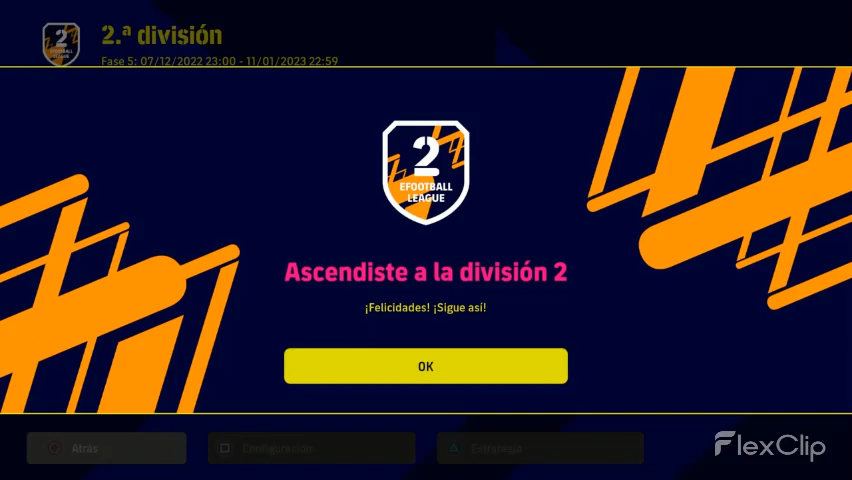 2.ª división
Fase 5: 07/12/2022 23:00 - 11/01/2023 22:59
2
EFOOTBALL
LEAGUE
Ascendiste a la división 2
¡Felicidades! ¡Sigue así!
OK
Atrás
Configuración
Estrategia
FlexClip